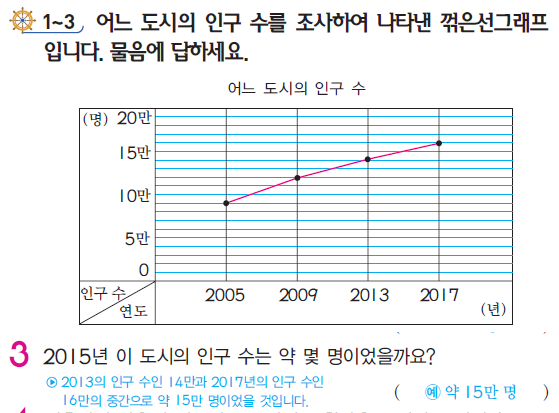 1~3 어느 도시의 인구 수를 조사하여 나타낸 꺾은선그래프
입니다. 물음에 답하세요.
어느 도시의 인구 수
(명) 20만
15만
10만
5만
0
인구 수
연도
2005 2009 2013 2017
(년)
3 2015년 이 도시의 인구 수는 약 몇 명이었을까요?
▶ 2013의 인구 수인 14만과 2017년의 인구 수인
16만의 중간으로 약 15만 명이었을 것입니다.
( 예 약 15만 명 )